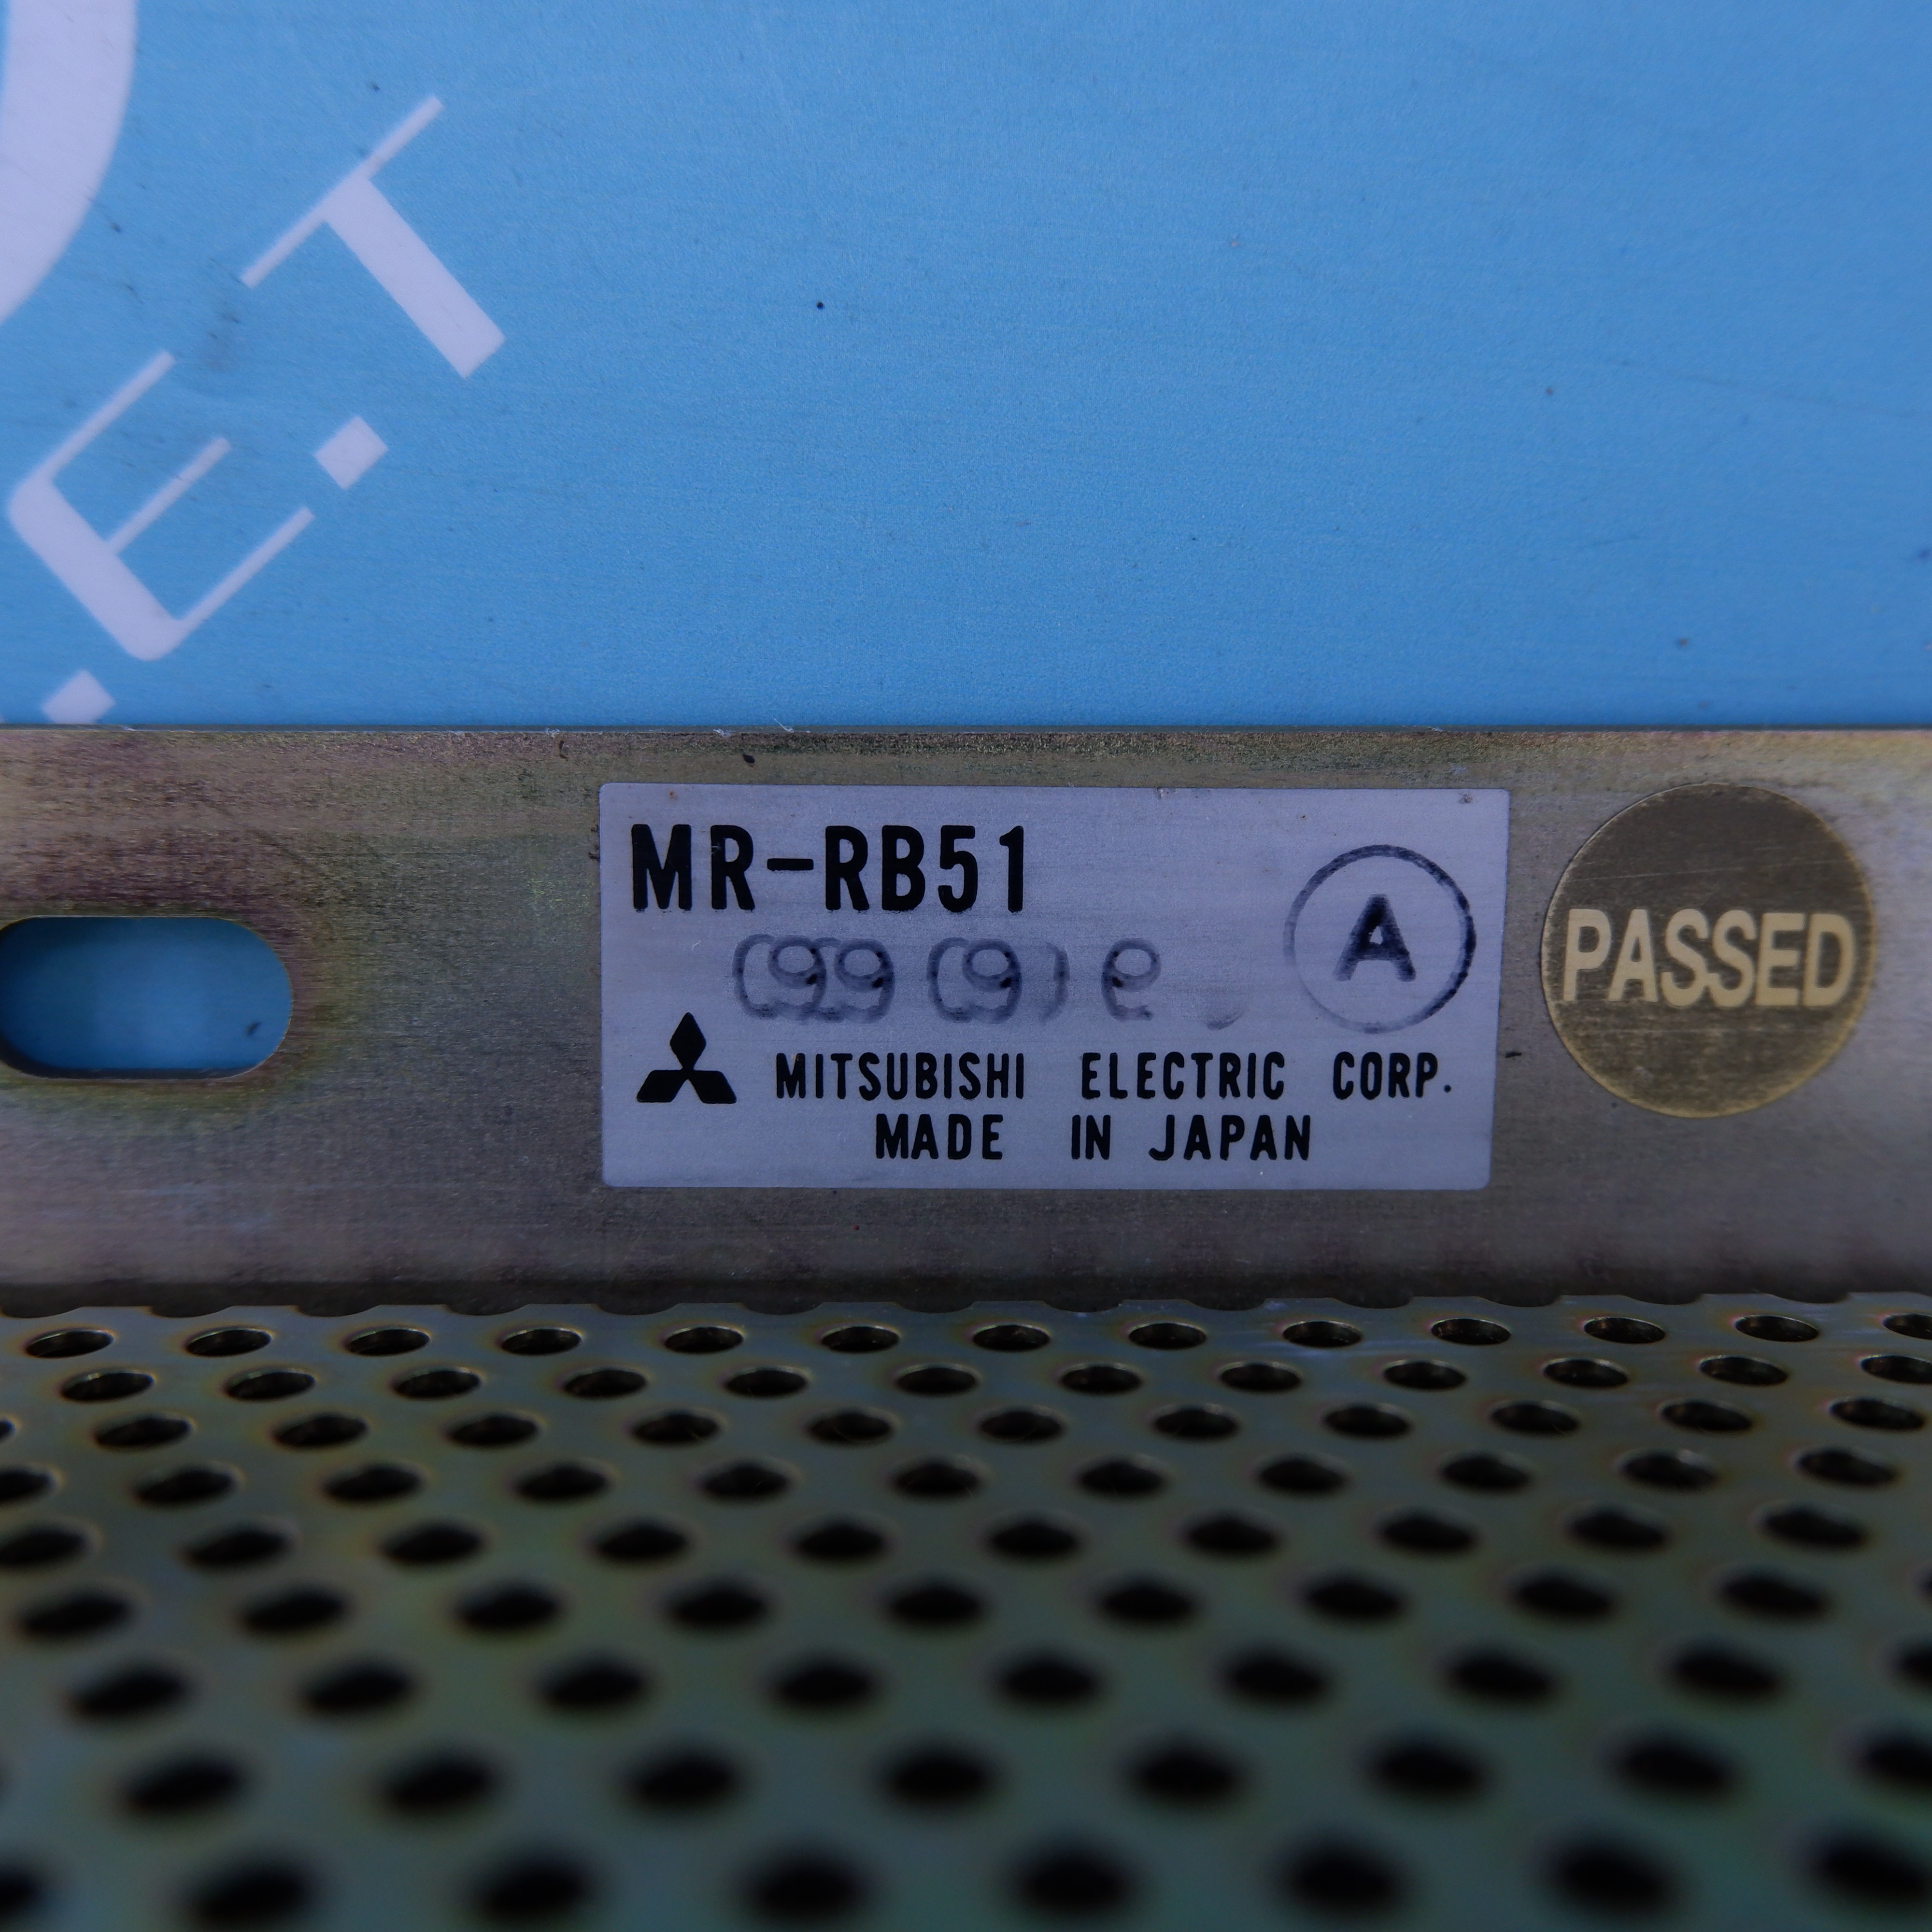 E.T
MR-RB51
A
PASSED
MITSUBISHI ELECTRIC CORP.
MADE IN JAPAN